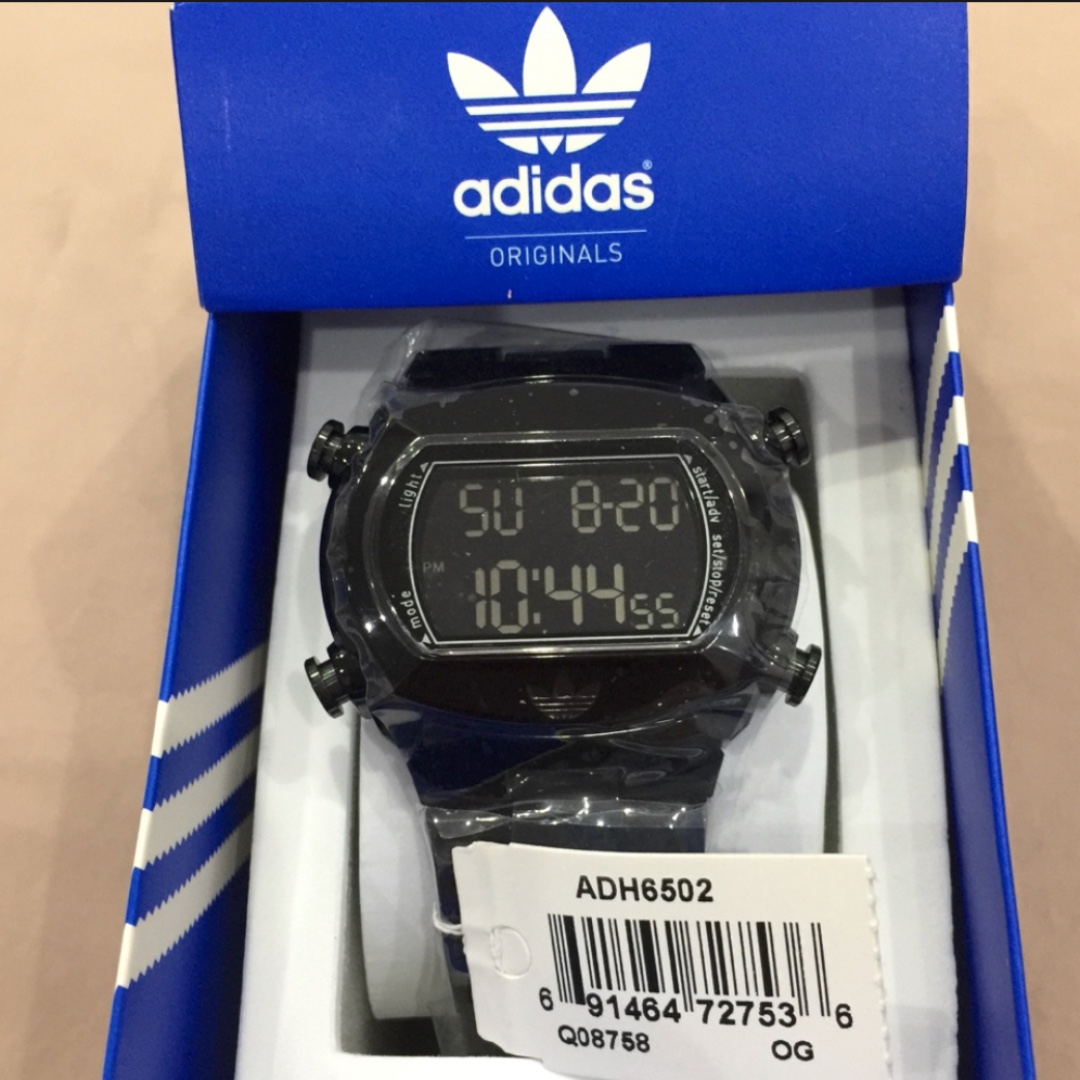 adidas®
ORIGINALS
light
start/adv
SU 8-20
PM
10:44 55
mode
set/stop/reset
ADH6502
6 91464 72753 6
Q08758 OG